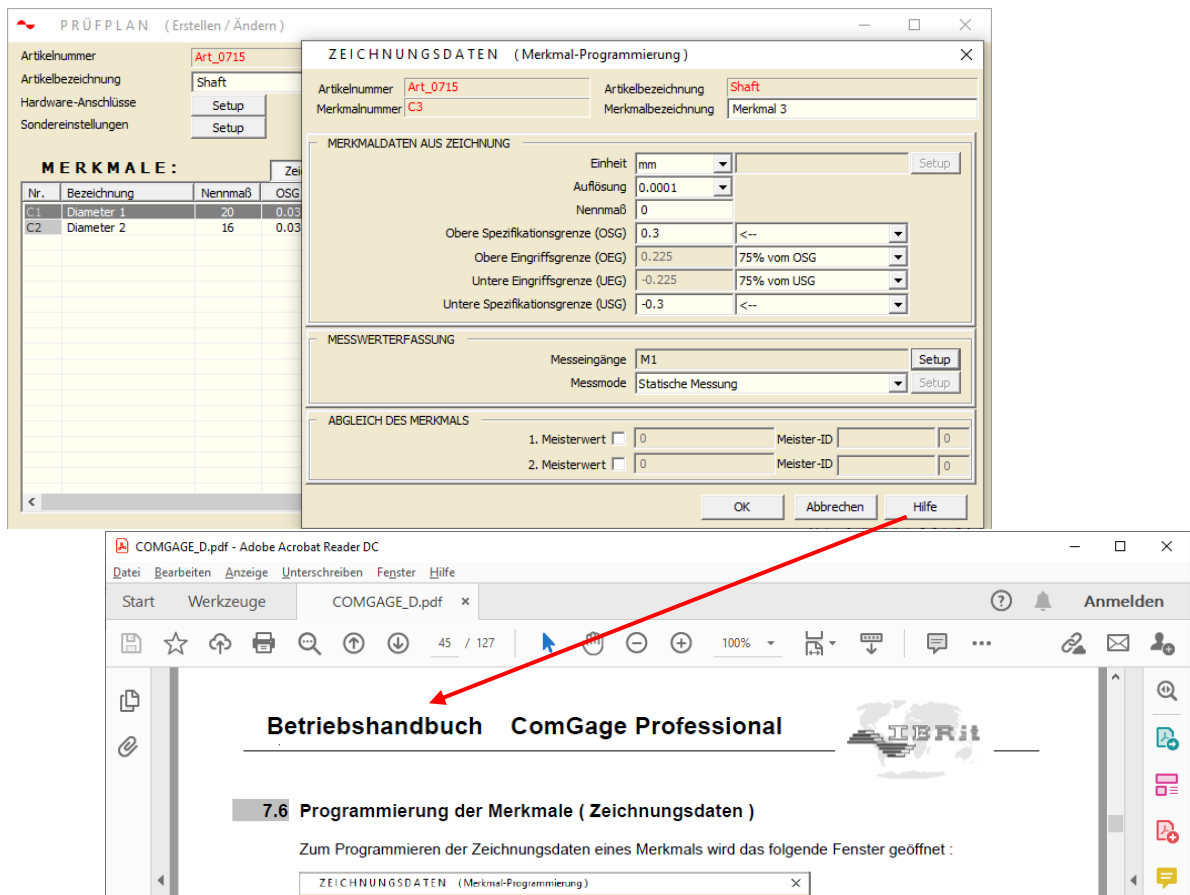 PRÜFPLAN (Erstellen / Ändern)
Artikelnummer Art_0715
Artikelbezeichnung Shaft
Hardware-Anschlüsse Setup
Sondereinstellungen Setup
MERKMALE:
Nr. Bezeichnung Nennmaß OSG
C1 Diameter 1 20 0.03
C2 Diameter 2 16 0.03
ZEICHNUNGSDATEN (Merkmal-Programmierung)
Artikelnummer Art_0715 Artikelbezeichnung Shaft
Merkmalnummer C3 Merkmalbezeichnung Merkmal 3
MERKMALDATEN AUS ZEICHNUNG
Einheit mm Setup
Auflösung 0.0001
Nennmaß 0
Obere Spezifikationsgrenze (OSG) 0.3 <--
Obere Eingriffsgrenze (OEG) 0.225 75% vom OSG
Untere Eingriffsgrenze (UEG) -0.225 75% vom USG
Untere Spezifikationsgrenze (USG) -0.3 <--
MESSWERTERFASSUNG
Messeingänge M1 Setup
Messmode Statische Messung Setup
ABGLEICH DES MERKMALS
1. Meisterwert 0 Meister-ID 0
2. Meisterwert 0 Meister-ID 0
OK Abbrechen Hilfe
COMGAGE_D.pdf - Adobe Acrobat Reader DC
Datei Bearbeiten Anzeige Unterschreiben Fenster Hilfe
Start Werkzeuge COMGAGE_D.pdf × Anmelden
45 / 127 100%
Betriebshandbuch ComGage Professional IBRit
7.6 Programmierung der Merkmale ( Zeichnungsdaten )
Zum Programmieren der Zeichnungsdaten eines Merkmals wird das folgende Fenster geöffnet :
ZEICHNUNGSDATEN (Merkmal-Programmierung)